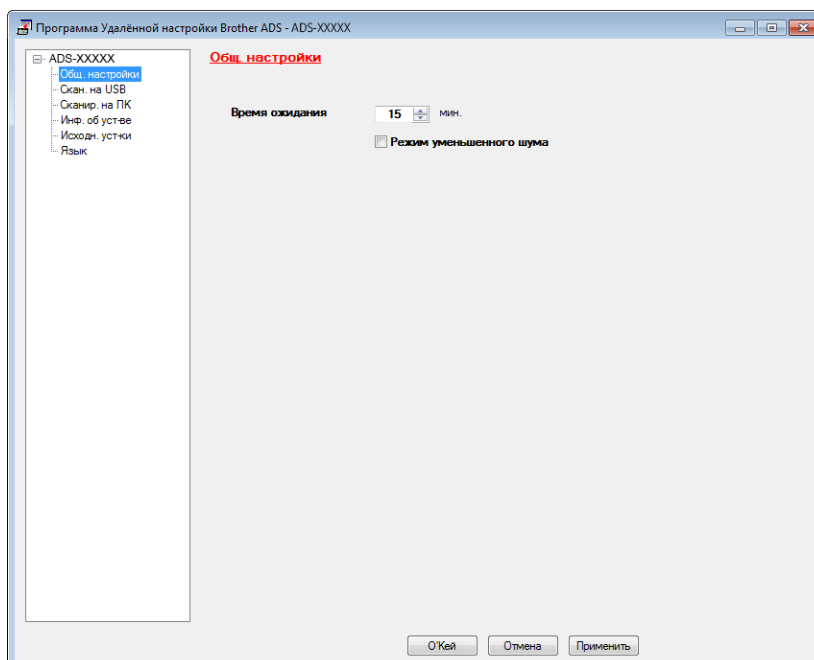 Программа Удалённой настройки Brother ADS - ADS-XXXXX
ADS-XXXXX
Общ. настройки
Скан. на USB
Сканир. на ПК
Инф. об уст-ве
Исходн. уст-ки
Язык
Общ. настройки
Время ожидания 15 мин.
Режим уменьшенного шума
О'Кей Отмена Применить